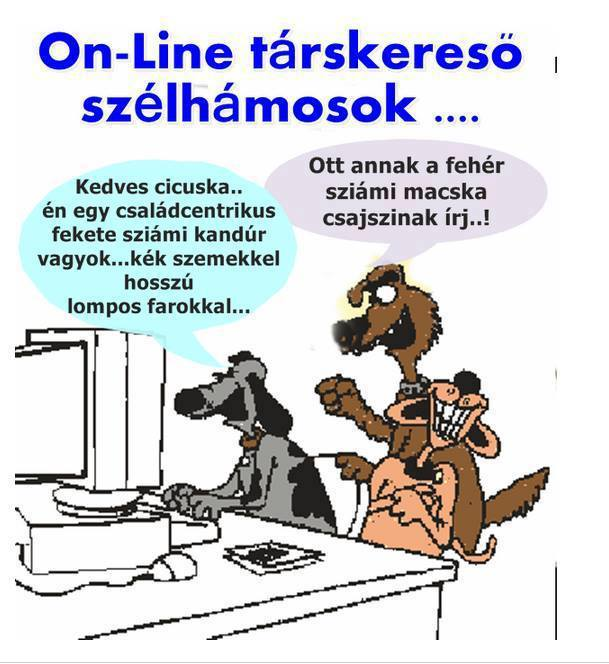 On-Line társkereső
szélhámosok ....
Ott annak a fehér
sziámi macska
csajszinak írj..!
Kedves cicuska..
én egy családcentrikus
fekete sziámi kandúr
vagyok...kék szemekkel
hosszú
lompos farokkal...